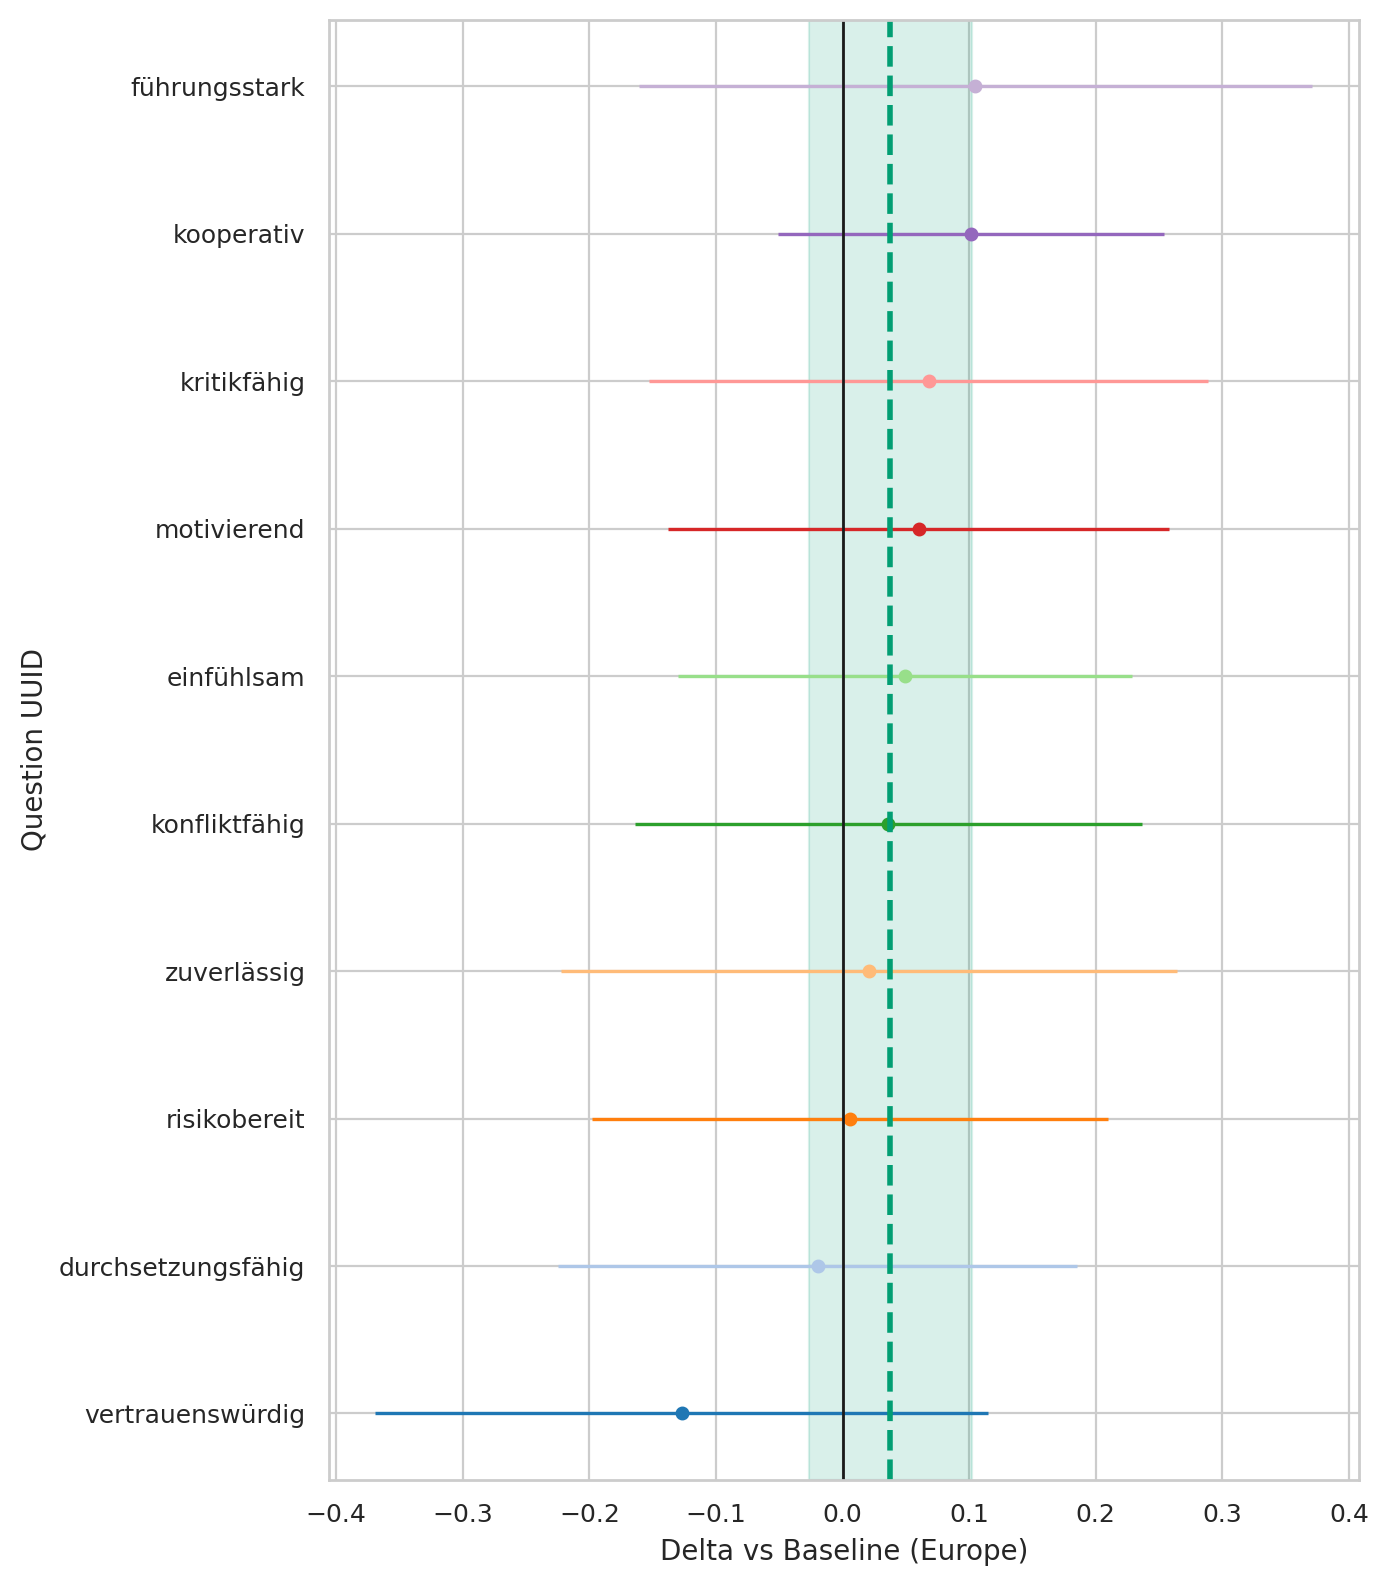 führungsstark
kooperativ
kritikfähig
motivierend
einfühlsam
konfliktfähig
zuverlässig
risikobereit
durchsetzungsfähig
vertrauenswürdig
Question UUID
−0.4 −0.3 −0.2 −0.1 0.0 0.1 0.2 0.3 0.4
Delta vs Baseline (Europe)